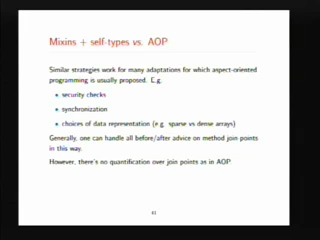 Mixins + self-types vs. AOP
Similar strategies work for many adaptations for which aspect-oriented
programming is usually proposed. E.g.
• security checks
• synchronization
• choices of data representation (e.g. sparse vs dense arrays)
Generally, one can handle all before/after advice on method join points
in this way.
However, there's no quantification over join points as in AOP.